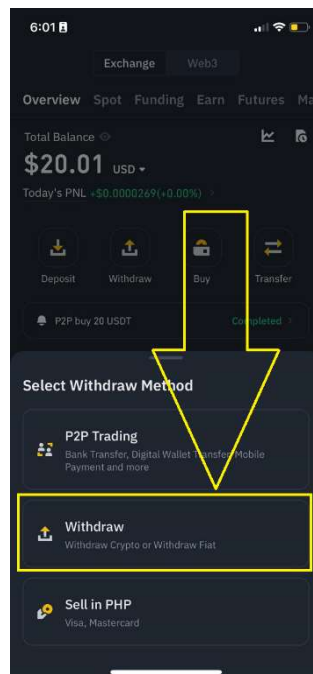 6:01
Exchange Web3
Overview Spot Funding Earn Futures Ma
Total Balance
$20.01 USD
Today's PNL +$0.0000269(+0.00%) >
Deposit Withdraw Buy Transfer
P2P buy 20 USDT Completed >
Select Withdraw Method
P2P Trading
Bank Transfer, Digital Wallet Transfer, Mobile
Payment and more
Withdraw
Withdraw Crypto or Withdraw Fiat
Sell in PHP
Visa, Mastercard